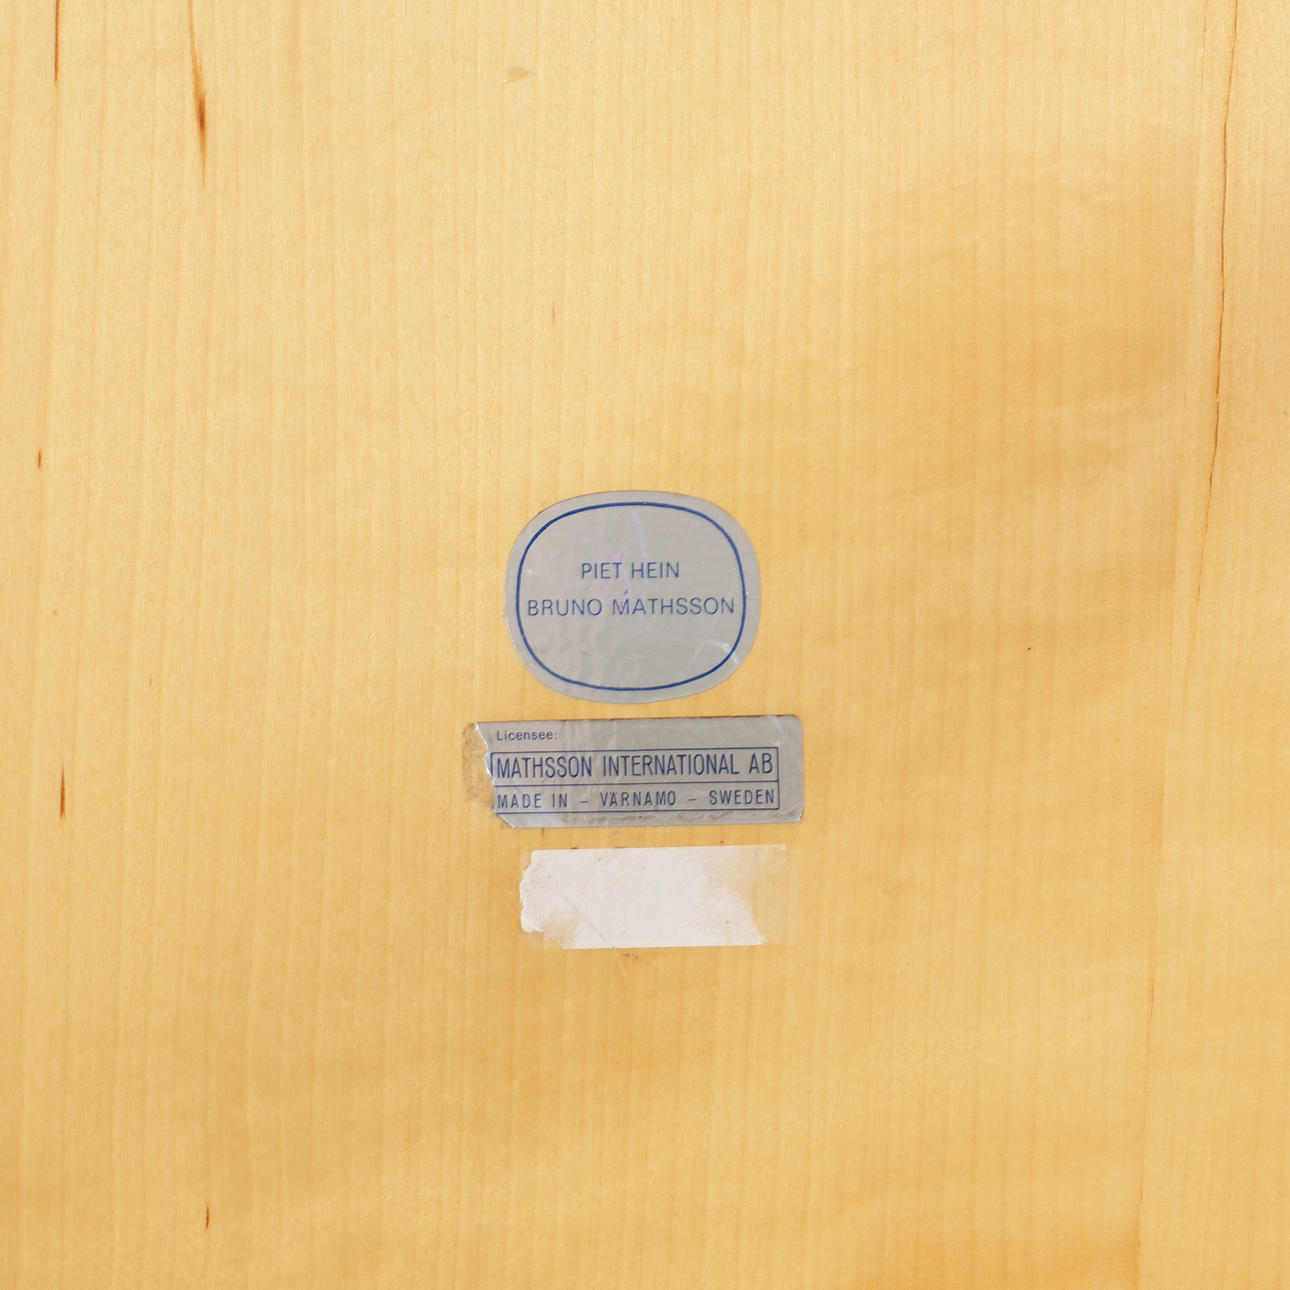 PIET HEIN
BRUNO MATHSSON
Licensee:
MATHSSON INTERNATIONAL AB
MADE IN – VÄRNAMO – SWEDEN